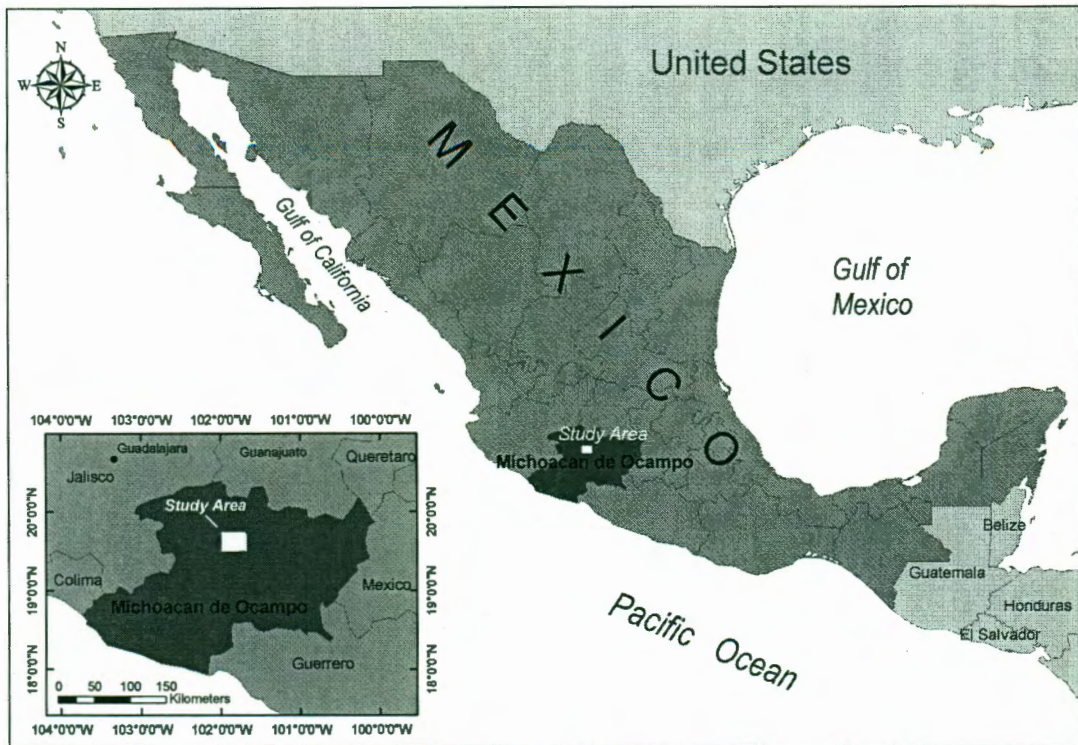 N
W E
S
United States
MEXICO
Gulf of California
Gulf of
Mexico
Study Area
Michoacan de Ocampo
Belize
Guatemala
Honduras
El Salvador
Pacific Ocean
104°0'0"W 103°0'0"W 102°0'0"W 101°0'0"W 100°0'0"W
Guadalajara
Guanajuato
Queretaro
Jalisco
Study Area
20°0'0"N
20°0'0"N
Colima
Mexico
19°0'0"N
19°0'0"N
Michoacan de Ocampo
Guerrero
18°0'0"N
18°0'0"N
0 50 100 150
Kilometers
104°0'0"W 103°0'0"W 102°0'0"W 101°0'0"W 100°0'0"W